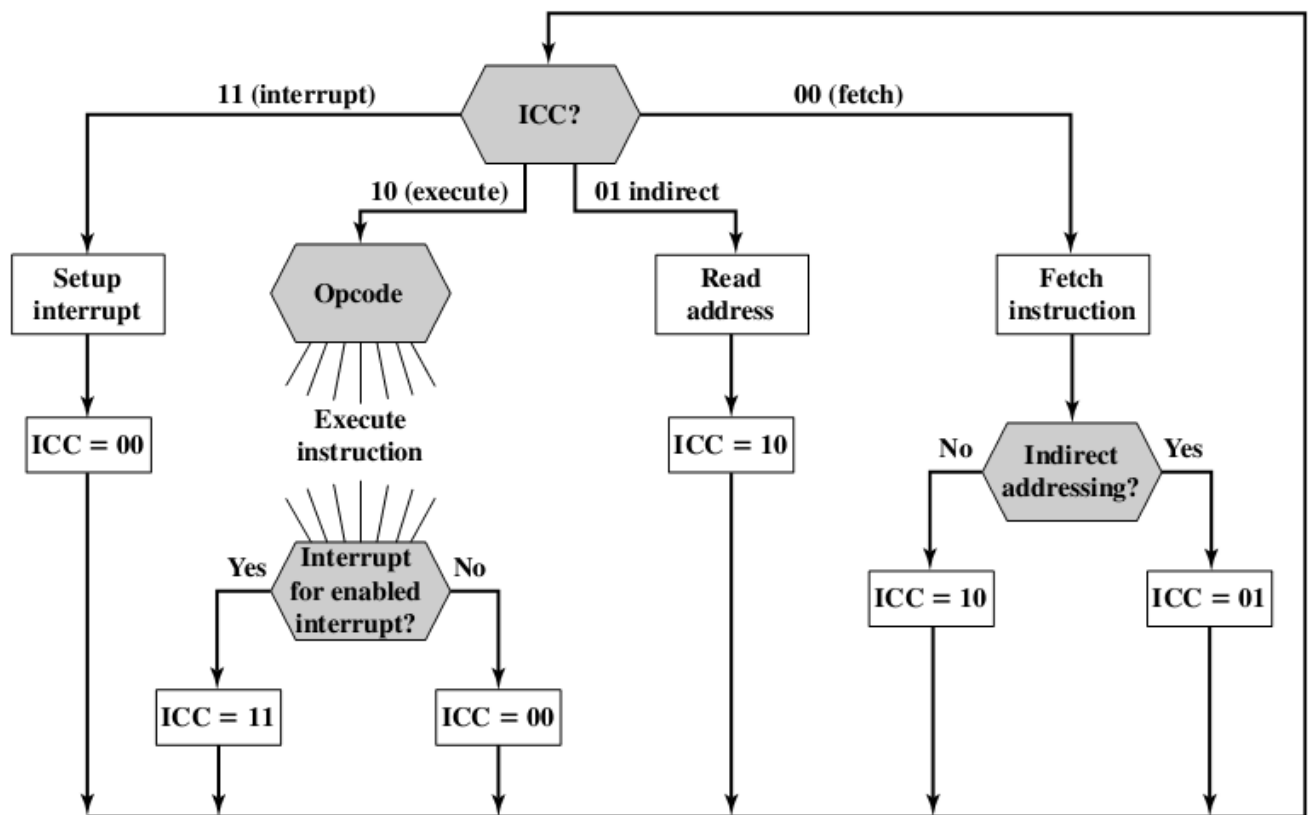 11 (interrupt)
ICC?
00 (fetch)
10 (execute)
01 indirect
Setup
interrupt
Opcode
Read
address
Fetch
instruction
Execute
instruction
ICC = 00
ICC = 10
No
Indirect
addressing?
Yes
Yes
Interrupt
for enabled
interrupt?
No
ICC = 10
ICC = 01
ICC = 11
ICC = 00